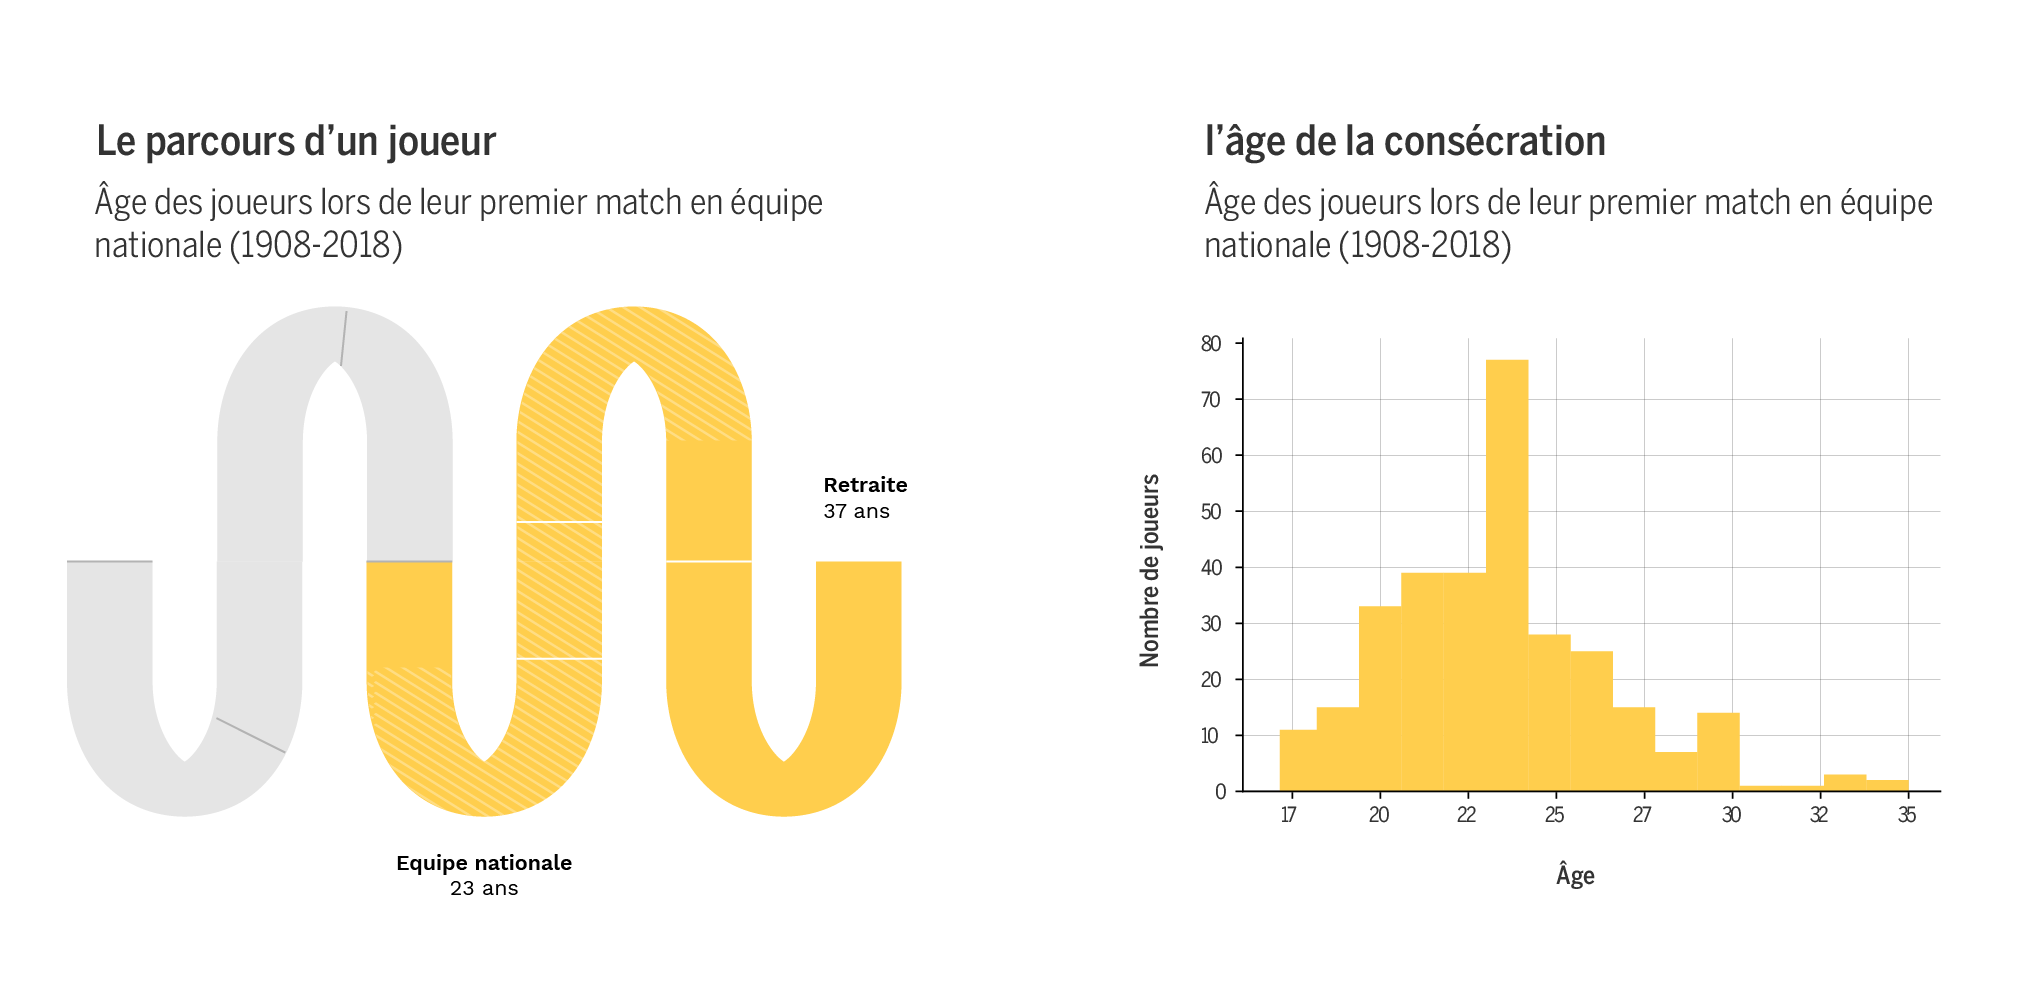 Le parcours d’un joueur
Âge des joueurs lors de leur premier match en équipe
nationale (1908-2018)
Retraite
37 ans
Equipe nationale
23 ans
l’âge de la consécration
Âge des joueurs lors de leur premier match en équipe
nationale (1908-2018)
Nombre de joueurs
80
70
60
50
40
30
20
10
0
17 20 22 25 27 30 32 35
Âge